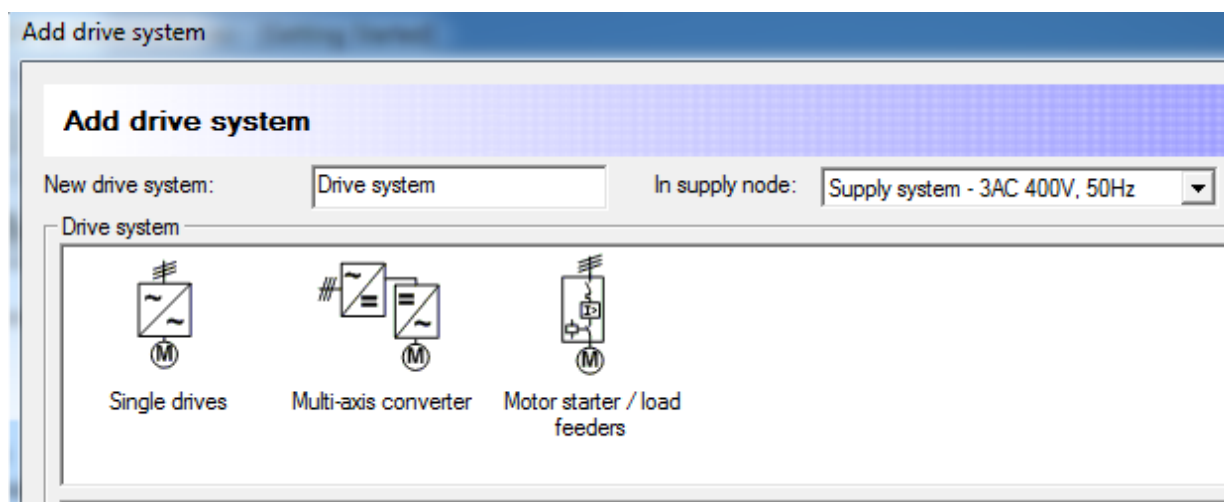 Add drive system
Add drive system
New drive system: Drive system In supply node: Supply system - 3AC 400V, 50Hz
Drive system
M M I> M
Single drives Multi-axis converter Motor starter / load
feeders